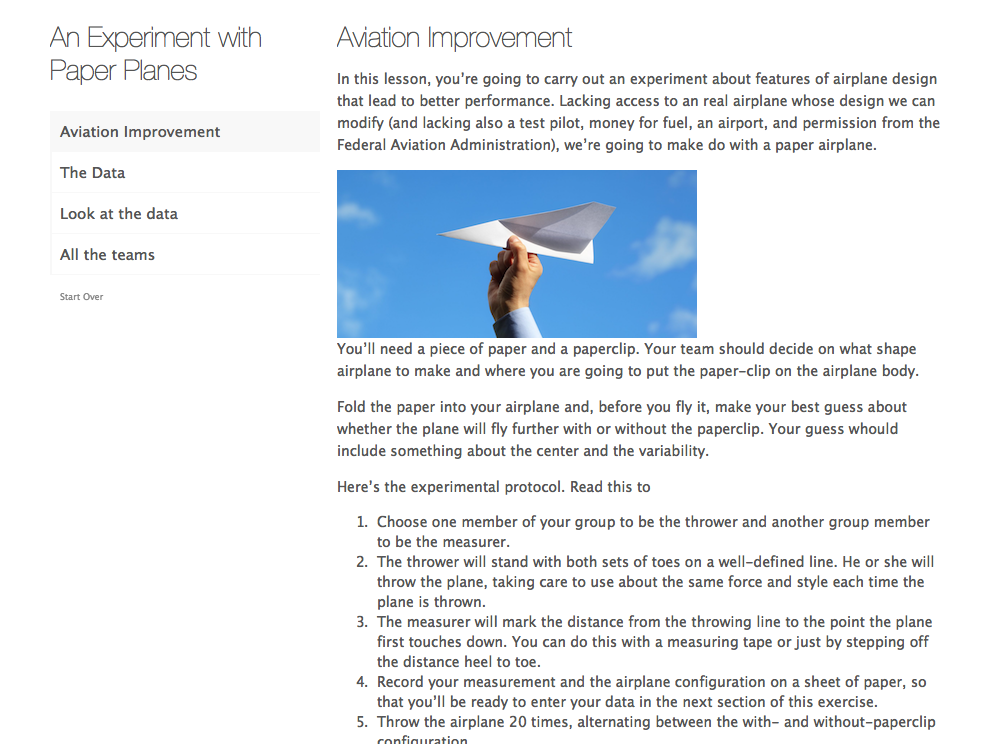 An Experiment with
Paper Planes
Aviation Improvement
The Data
Look at the data
All the teams
Start Over
Aviation Improvement
In this lesson, you're going to carry out an experiment about features of airplane design
that lead to better performance. Lacking access to an real airplane whose design we can
modify (and lacking also a test pilot, money for fuel, an airport, and permission from the
Federal Aviation Administration), we're going to make do with a paper airplane.
You'll need a piece of paper and a paperclip. Your team should decide on what shape
airplane to make and where you are going to put the paper-clip on the airplane body.
Fold the paper into your airplane and, before you fly it, make your best guess about
whether the plane will fly further with or without the paperclip. Your guess whould
include something about the center and the variability.
Here's the experimental protocol. Read this to
1. Choose one member of your group to be the thrower and another group member
to be the measurer.
2. The thrower will stand with both sets of toes on a well-defined line. He or she will
throw the plane, taking care to use about the same force and style each time the
plane is thrown.
3. The measurer will mark the distance from the throwing line to the point the plane
first touches down. You can do this with a measuring tape or just by stepping off
the distance heel to toe.
4. Record your measurement and the airplane configuration on a sheet of paper, so
that you'll be ready to enter your data in the next section of this exercise.
5. Throw the airplane 20 times, alternating between the with- and without-paperclip
configuration